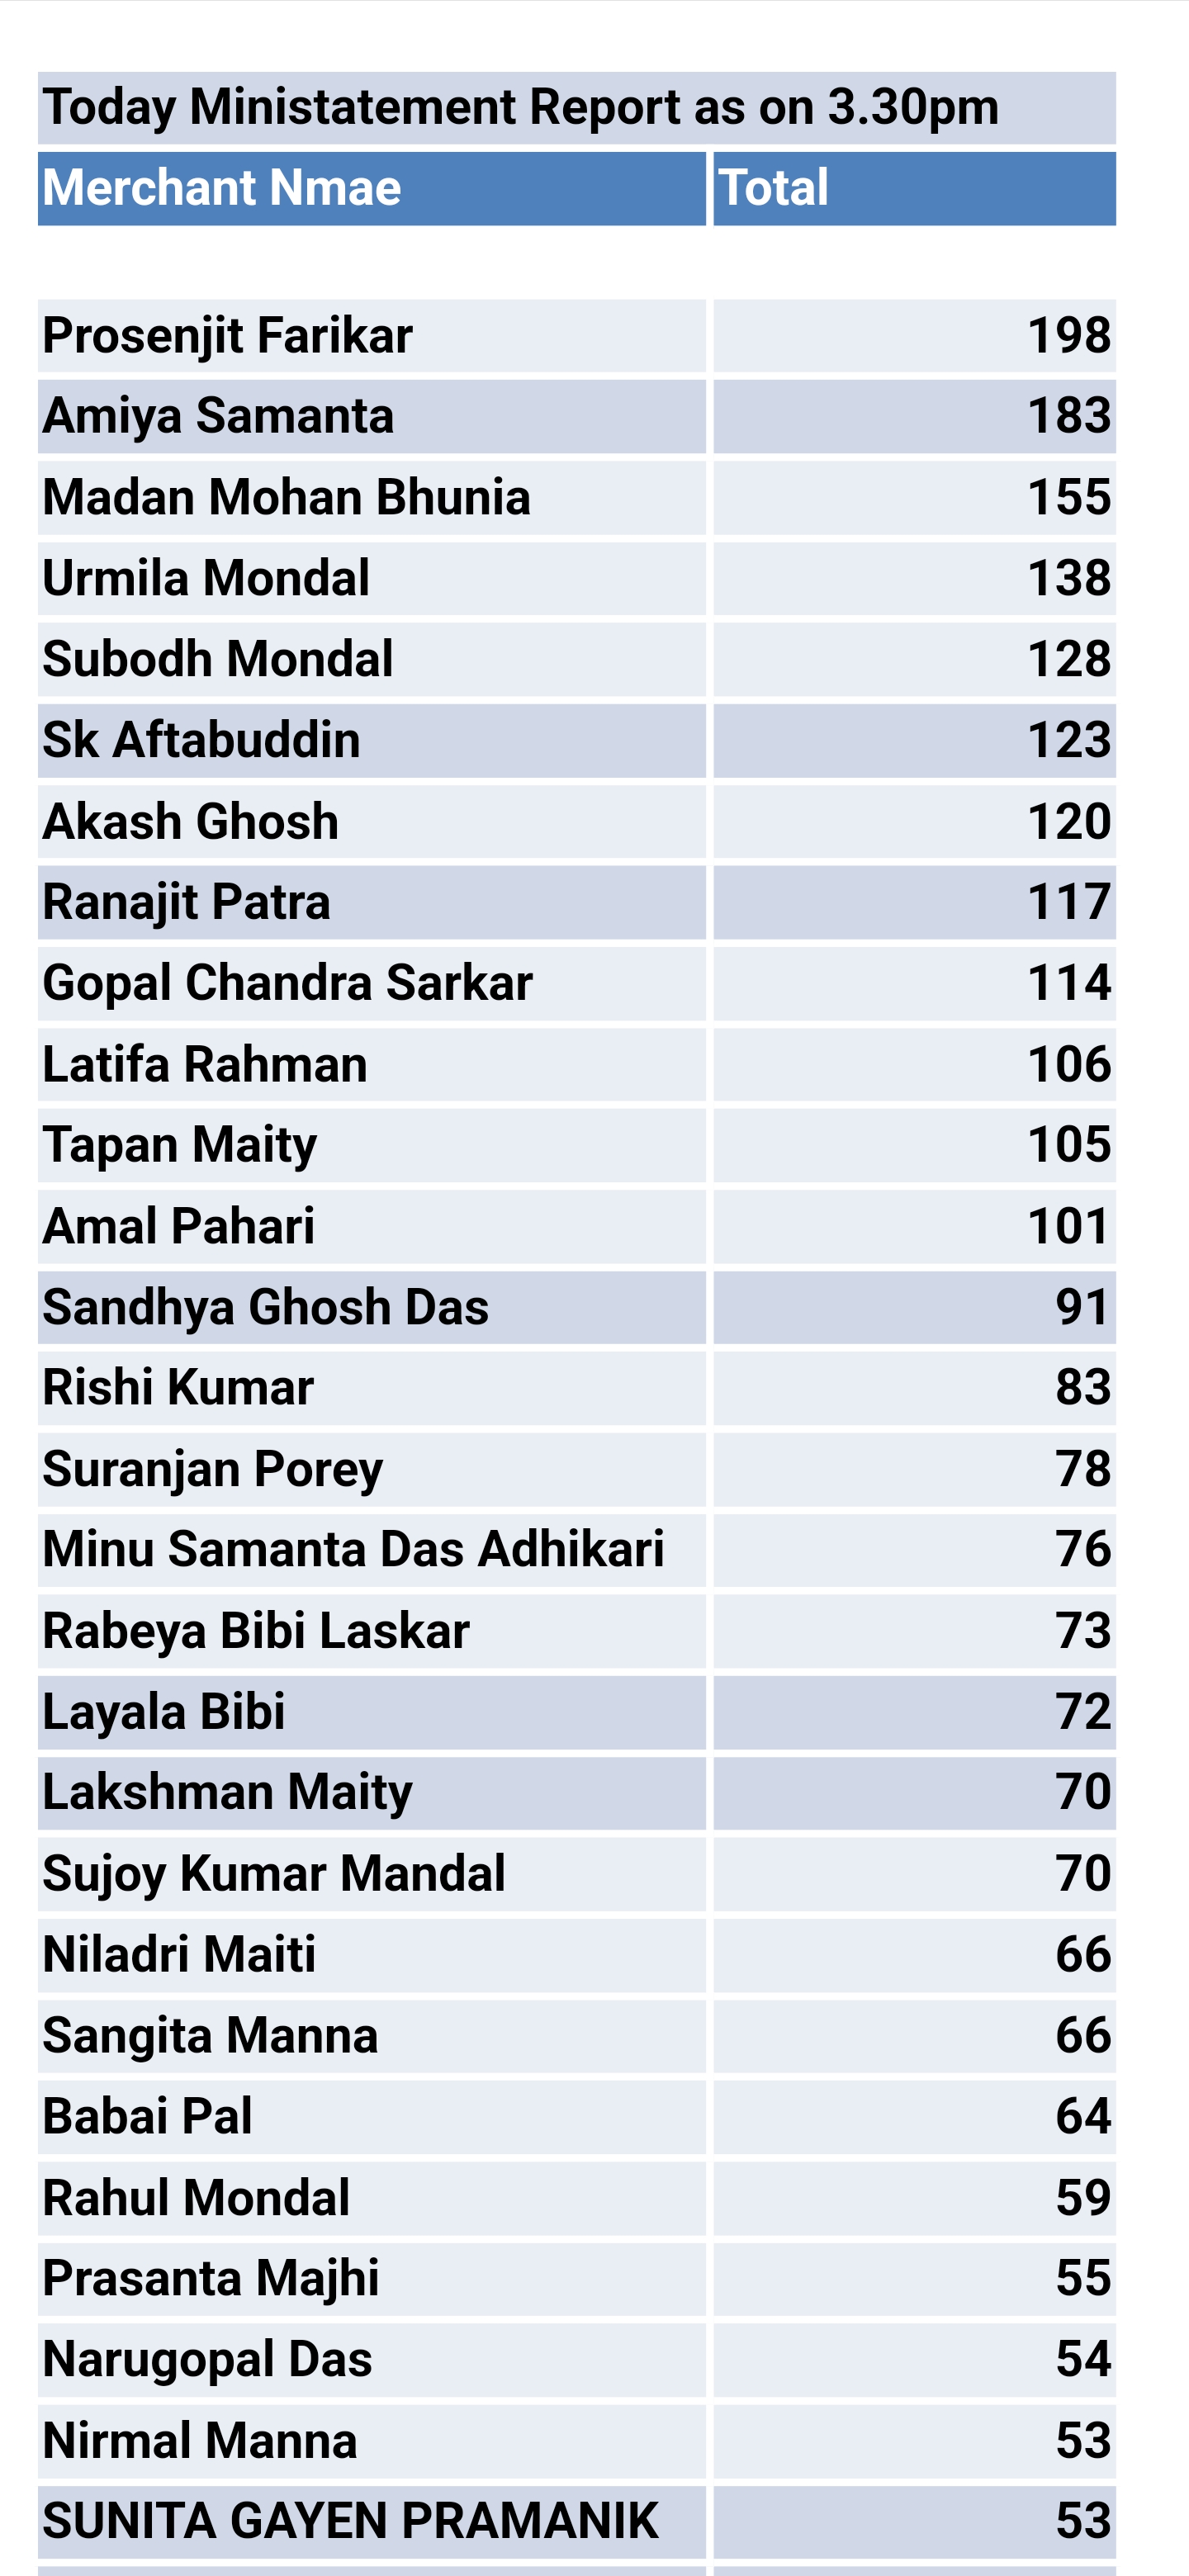 Today Ministatement Report as on 3.30pm
Merchant Nmae Total
Prosenjit Farikar 198
Amiya Samanta 183
Madan Mohan Bhunia 155
Urmila Mondal 138
Subodh Mondal 128
Sk Aftabuddin 123
Akash Ghosh 120
Ranajit Patra 117
Gopal Chandra Sarkar 114
Latifa Rahman 106
Tapan Maity 105
Amal Pahari 101
Sandhya Ghosh Das 91
Rishi Kumar 83
Suranjan Porey 78
Minu Samanta Das Adhikari 76
Rabeya Bibi Laskar 73
Layala Bibi 72
Lakshman Maity 70
Sujoy Kumar Mandal 70
Niladri Maiti 66
Sangita Manna 66
Babai Pal 64
Rahul Mondal 59
Prasanta Majhi 55
Narugopal Das 54
Nirmal Manna 53
SUNITA GAYEN PRAMANIK 53